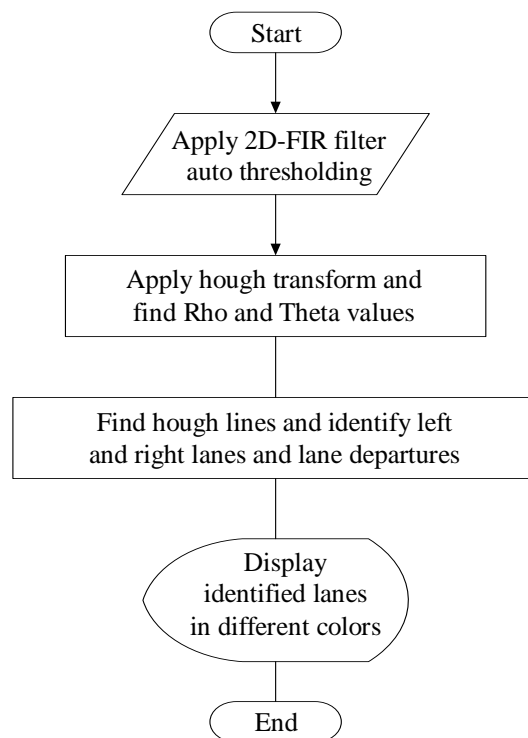 Start
Apply 2D-FIR filter
auto thresholding
Apply hough transform and
find Rho and Theta values
Find hough lines and identify left
and right lanes and lane departures
Display
identified lanes
in different colors
End